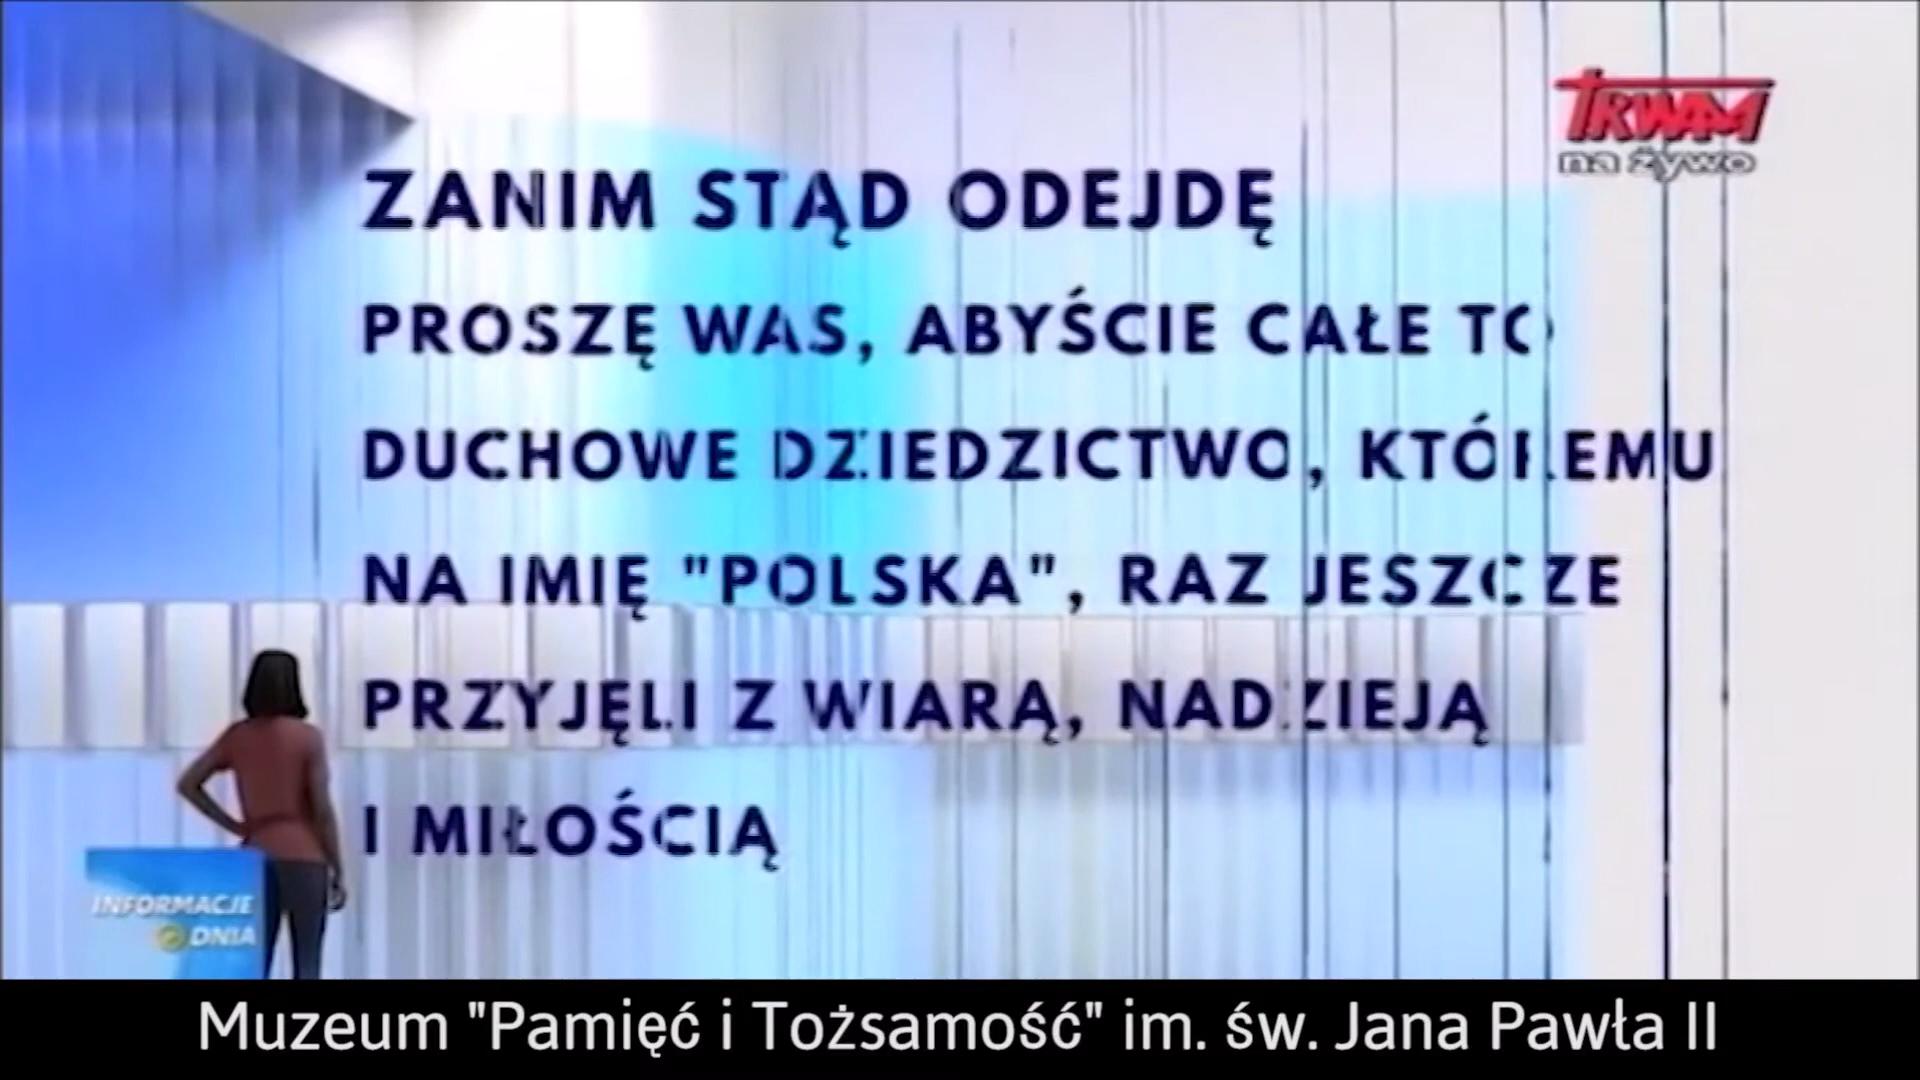 TRWAM
na żywo
ZANIM STĄD ODEJDĘ
PROSZĘ WAS, ABYŚCIE CAŁE TO
DUCHOWE DZIEDZICTWO, KTÓREMU
NA IMIĘ "POLSKA", RAZ JESZCZE
PRZYJĘLI Z WIARĄ, NADZIEJĄ
I MIŁOŚCIĄ
INFORMACJE
DNIA
Muzeum "Pamięć i Tożsamość" im. św. Jana Pawła II